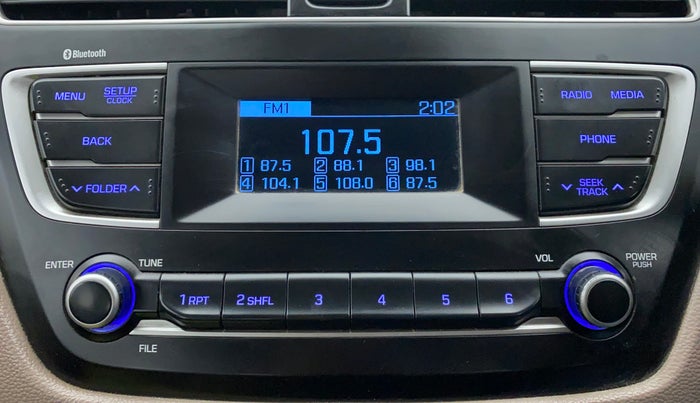 Bluetooth
MENU
SETUP
CLOCK
BACK
FOLDER
FM1 2:02
107.5
1 87.5 2 88.1 3 98.1
4 104.1 5 108.0 6 87.5
RADIO MEDIA
PHONE
SEEK
TRACK
ENTER TUNE
FILE
1 RPT 2 SHFL 3 4 5 6
VOL
POWER
PUSH